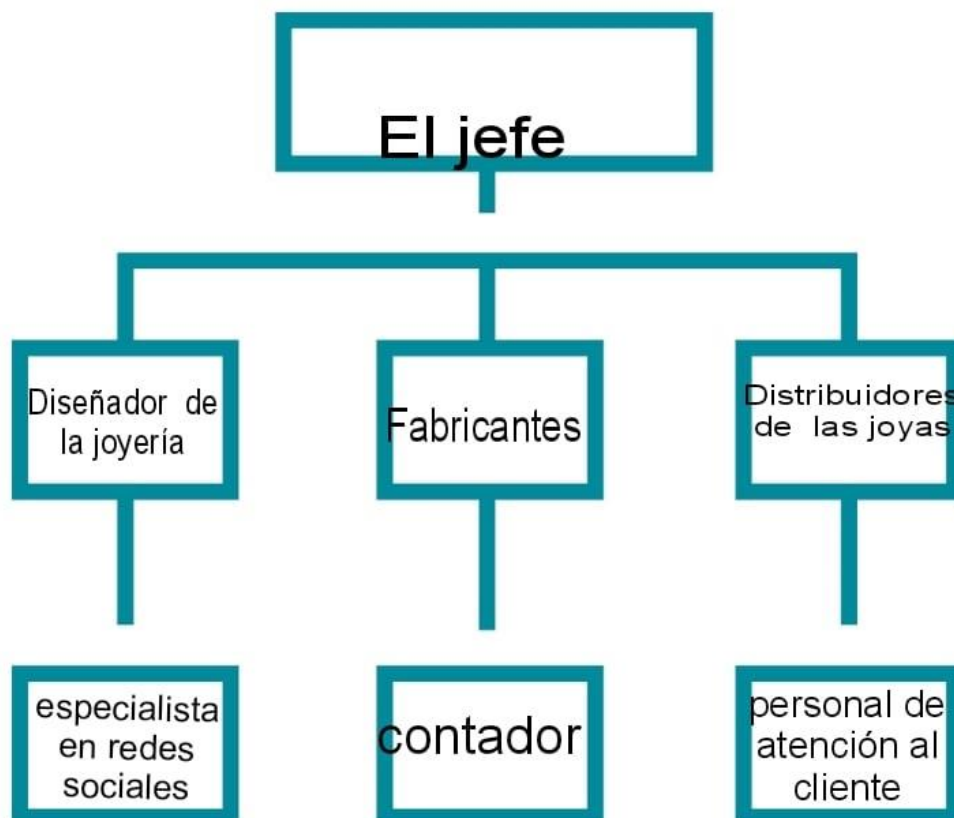 El jefe
Diseñador de
la joyería
Fabricantes
Distribuidores
de las joyas
especialista
en redes
sociales
contador
personal de
atención al
cliente